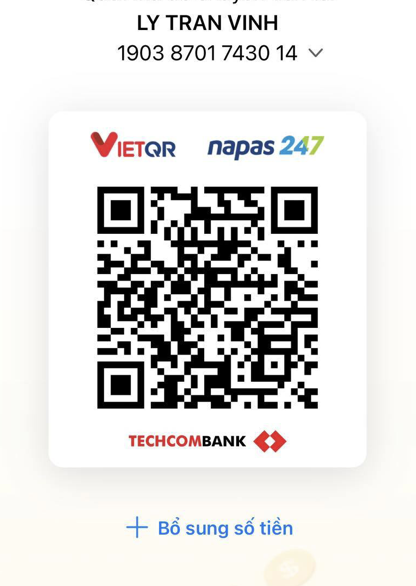 LY TRAN VINH
1903 8701 7430 14
VIETQR napas 247
TECHCOMBANK
Bổ sung số tiền